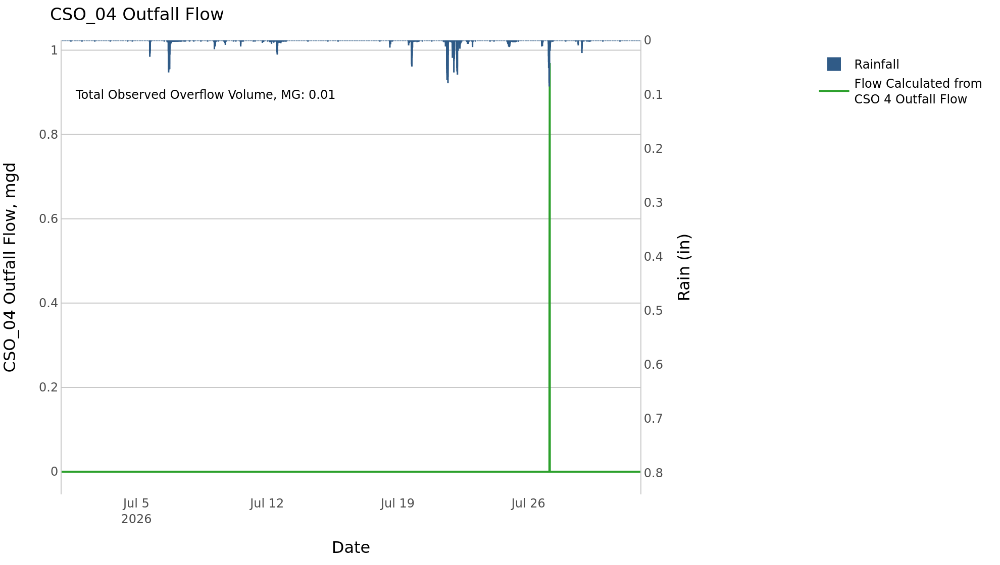 CSO_04 Outfall Flow
Total Observed Overflow Volume, MG: 0.01
1
0.8
0.6
0.4
0.2
0
CSO_04 Outfall Flow, mgd
0
0.1
0.2
0.3
0.4
0.5
0.6
0.7
0.8
Rain (in)
Jul 5
2026
Jul 12
Jul 19
Jul 26
Date
Rainfall
Flow Calculated from
CSO 4 Outfall Flow